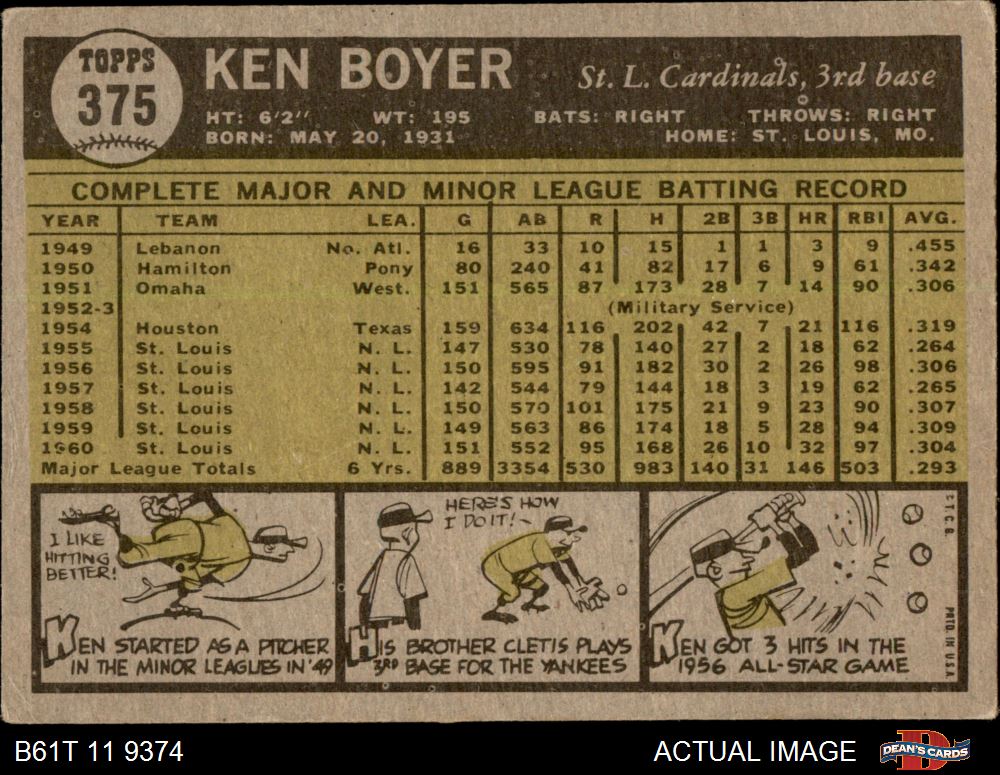 TOPPS
375
KEN BOYER
St. L. Cardinals, 3rd base
HT: 6'2" WT: 195 BATS: RIGHT THROWS: RIGHT
BORN: MAY 20, 1931 HOME: ST. LOUIS, MO.
COMPLETE MAJOR AND MINOR LEAGUE BATTING RECORD
YEAR TEAM LEA. G AB R H 2B 3B HR RBI AVG.
1949 Lebanon No. Atl. 16 33 10 15 1 1 3 9 .455
1950 Hamilton Pony 80 240 41 82 17 6 9 61 .342
1951 Omaha West. 151 565 87 173 28 7 14 90 .306
1952-3 (Military Service)
1954 Houston Texas 159 634 116 202 42 7 21 116 .319
1955 St. Louis N. L. 147 530 78 140 27 2 18 62 .264
1956 St. Louis N. L. 150 595 91 182 30 2 26 98 .306
1957 St. Louis N. L. 142 544 79 144 18 3 19 62 .265
1958 St. Louis N. L. 150 570 101 175 21 9 23 90 .307
1959 St. Louis N. L. 149 563 86 174 18 5 28 94 .309
1960 St. Louis N. L. 151 552 95 168 26 10 32 97 .304
Major League Totals 6 Yrs. 889 3354 530 983 140 31 146 503 .293
I LIKE
HITTING
BETTER!
KEN STARTED AS A PITCHER
IN THE MINOR LEAGUES IN '49
HERE'S HOW
I DO IT!-
HIS BROTHER CLETIS PLAYS
3RD BASE FOR THE YANKEES
KEN GOT 3 HITS IN THE
1956 ALL-STAR GAME
© T. C. G.
PRTD. IN U.S.A.
B61T 11 9374
ACTUAL IMAGE
DEAN'S CARDS